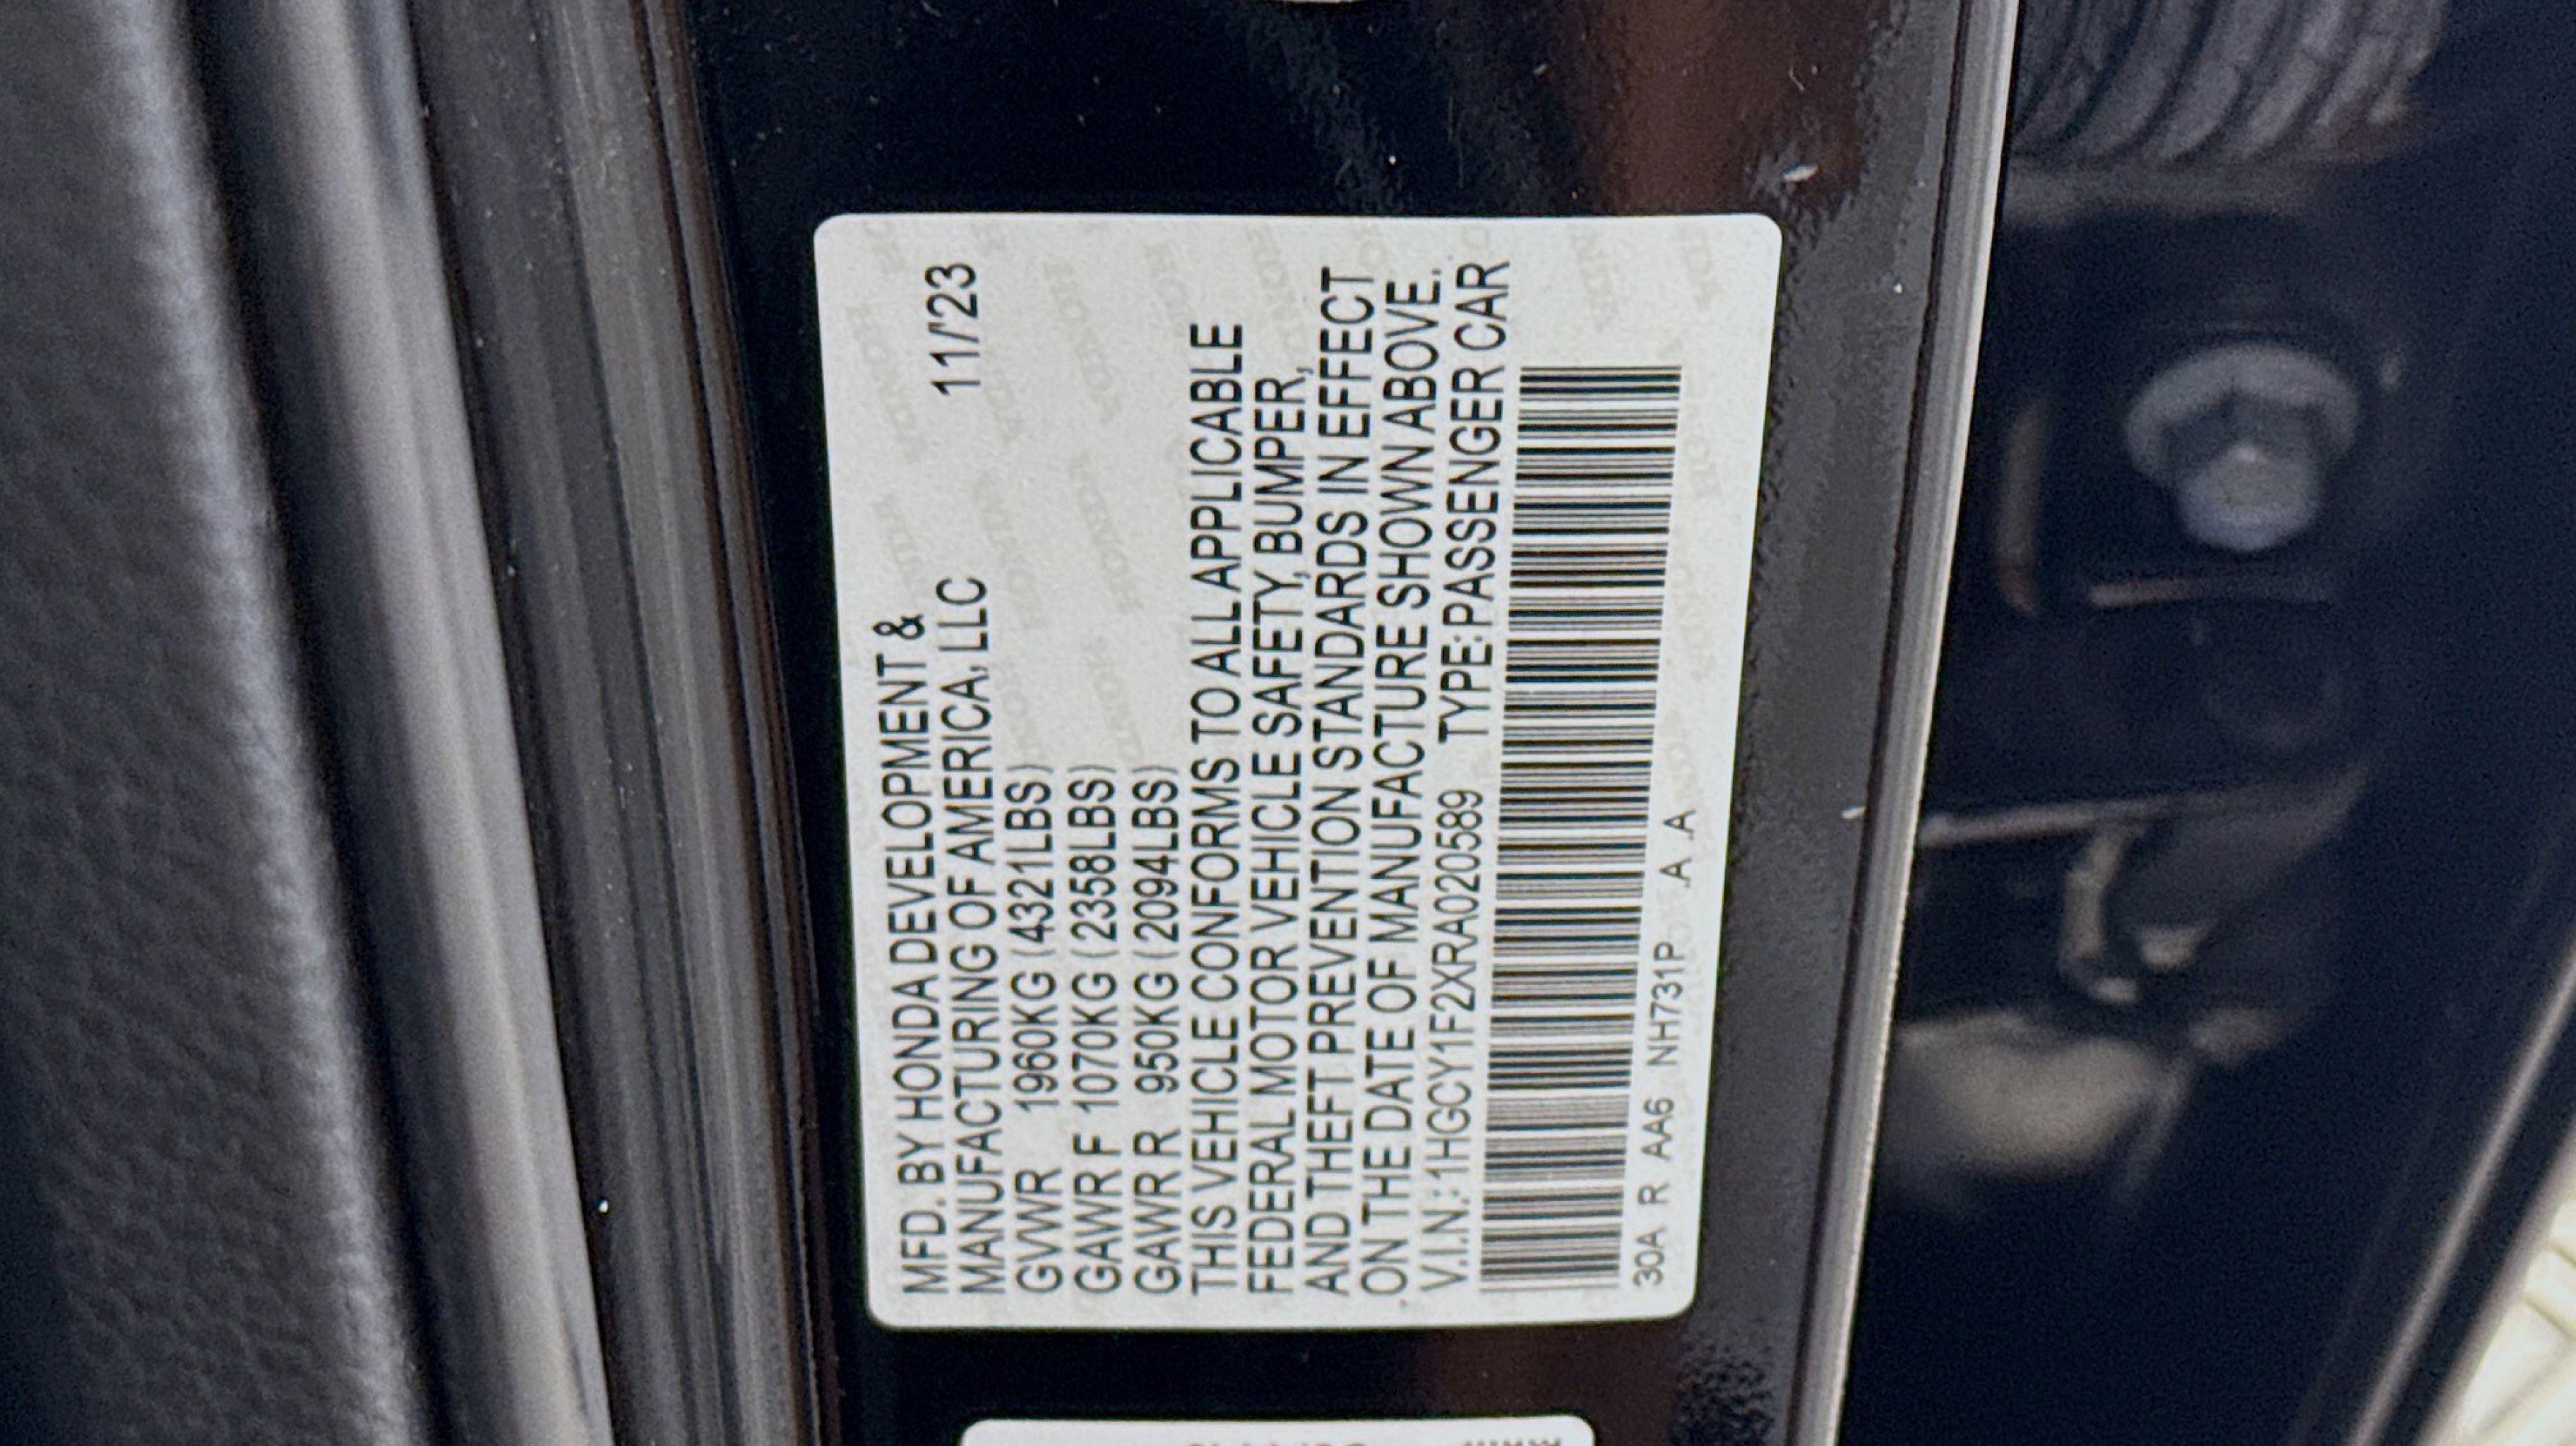 MFD. BY HONDA DEVELOPMENT &
MANUFACTURING OF AMERICA, LLC 11/'23
GVWR 1960KG (4321LBS)
GAWR F 1070KG (2358LBS)
GAWR R 950KG (2094LBS)
THIS VEHICLE CONFORMS TO ALL APPLICABLE
FEDERAL MOTOR VEHICLE SAFETY, BUMPER,
AND THEFT PREVENTION STANDARDS IN EFFECT
ON THE DATE OF MANUFACTURE SHOWN ABOVE.
V.I.N.:1HGCY1F2XRA020589 TYPE:PASSENGER CAR
30A R AA6 NH731P A A